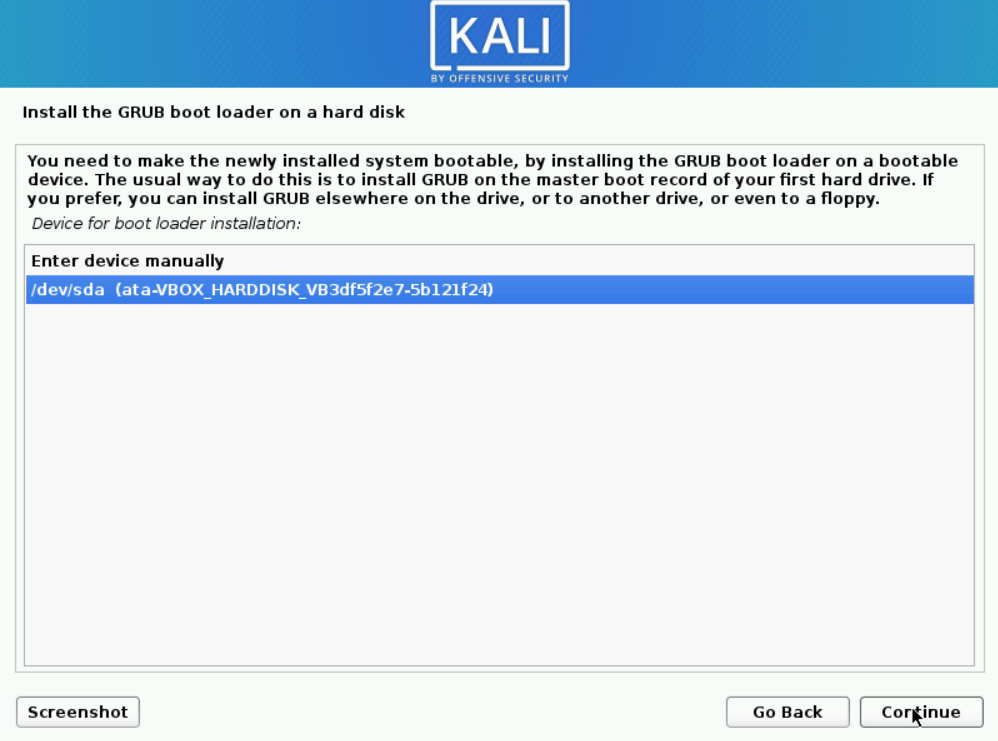 KALI
BY OFFENSIVE SECURITY
Install the GRUB boot loader on a hard disk
You need to make the newly installed system bootable, by installing the GRUB boot loader on a bootable
device. The usual way to do this is to install GRUB on the master boot record of your first hard drive. If
you prefer, you can install GRUB elsewhere on the drive, or to another drive, or even to a floppy.
Device for boot loader installation:
Enter device manually
/dev/sda  (ata-VBOX_HARDDISK_VB3df5f2e7-5b121f24)
Screenshot
Go Back
Continue